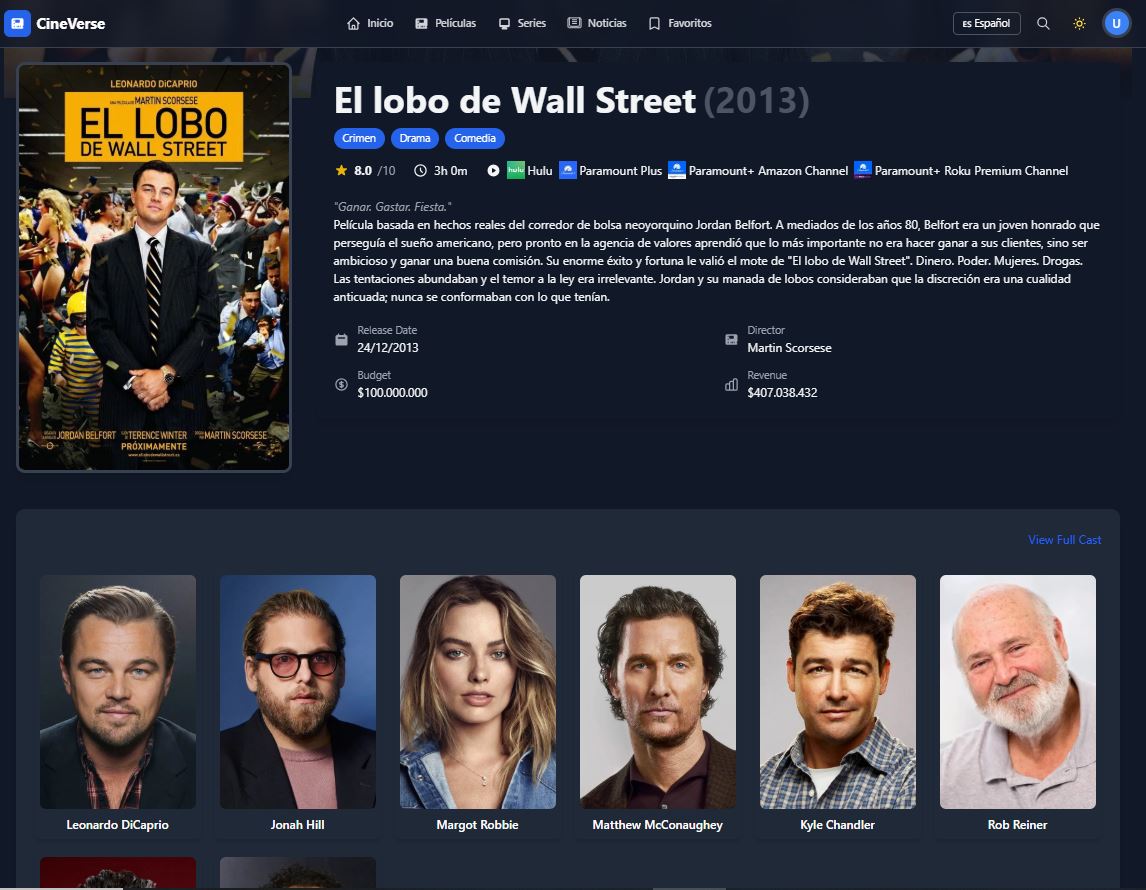 CineVerse
Inicio
Películas
Series
Noticias
Favoritos
ES Español
U
LEONARDO DiCAPRIO
MARTIN SCORSESE
EL LOBO
DE WALL STREET
JORDAN BELFORT
TERENCE WINTER
MARTIN SCORSESE
PRÓXIMAMENTE
El lobo de Wall Street (2013)
Crimen
Drama
Comedia
8.0 /10
3h 0m
hulu
Hulu
Paramount Plus
Paramount+ Amazon Channel
Paramount+ Roku Premium Channel
"Ganar. Gastar. Fiesta."
Película basada en hechos reales del corredor de bolsa neoyorquino Jordan Belfort. A mediados de los años 80, Belfort era un joven honrado que
perseguía el sueño americano, pero pronto en la agencia de valores aprendió que lo más importante no era hacer ganar a sus clientes, sino ser
ambicioso y ganar una buena comisión. Su enorme éxito y fortuna le valió el mote de "El lobo de Wall Street". Dinero. Poder. Mujeres. Drogas.
Las tentaciones abundaban y el temor a la ley era irrelevante. Jordan y su manada de lobos consideraban que la discreción era una cualidad
anticuada; nunca se conformaban con lo que tenían.
Release Date
24/12/2013
Director
Martin Scorsese
Budget
$100.000.000
Revenue
$407.038.432
View Full Cast
Leonardo DiCaprio
Jonah Hill
Margot Robbie
Matthew McConaughey
Kyle Chandler
Rob Reiner